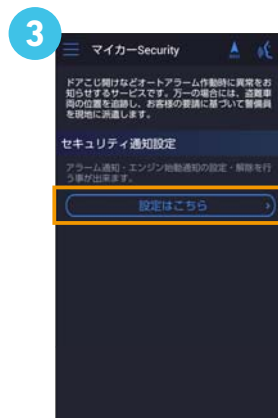 3
マイカーSecurity
ドアこじ開けなどオートアラーム作動時に異常をお
知らせするサービスです。万一の場合には、盗難車
両の位置を追跡し、お客様の要請に基づいて警備員
を現地に派遣します。
セキュリティ通知設定
アラーム通知・エンジン始動通知の設定・解除を行
う事が出来ます。
設定はこちら